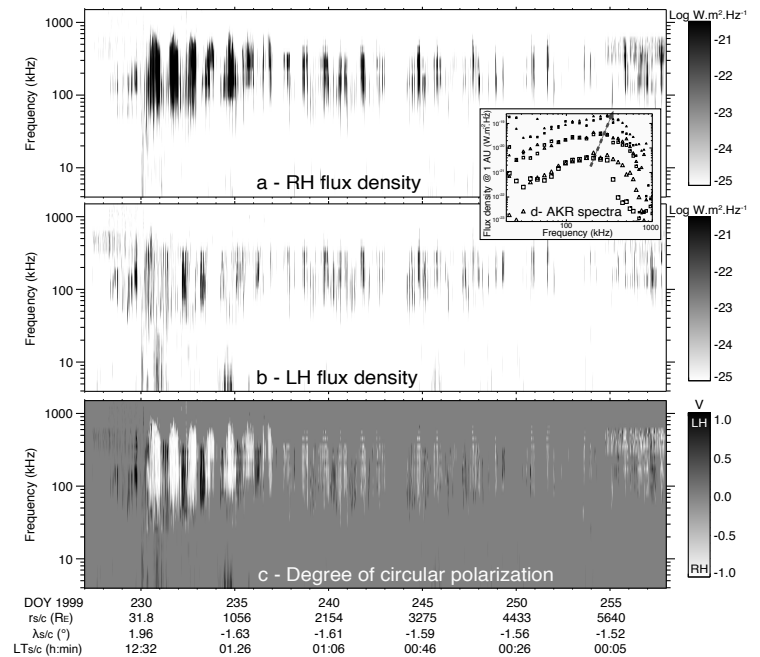 Log W.m².Hz⁻¹
1000
100
10
Frequency (kHz)
a - RH flux density
-21
-22
-23
-24
-25
Flux density @ 1 AU (W.m².Hz)
d- AKR spectra
100
1000
Frequency (kHz)
Log W.m².Hz⁻¹
1000
100
10
Frequency (kHz)
b - LH flux density
-21
-22
-23
-24
-25
1000
100
10
Frequency (kHz)
c - Degree of circular polarization
V
LH
1.0
0.5
0.0
-0.5
-1.0
RH
DOY 1999 230 235 240 245 250 255
rs/c (RE) 31.8 1056 2154 3275 4433 5640
λs/c (°) 1.96 -1.63 -1.61 -1.59 -1.56 -1.52
LTs/c (h:min) 12:32 01.26 01:06 00:46 00:26 00:05